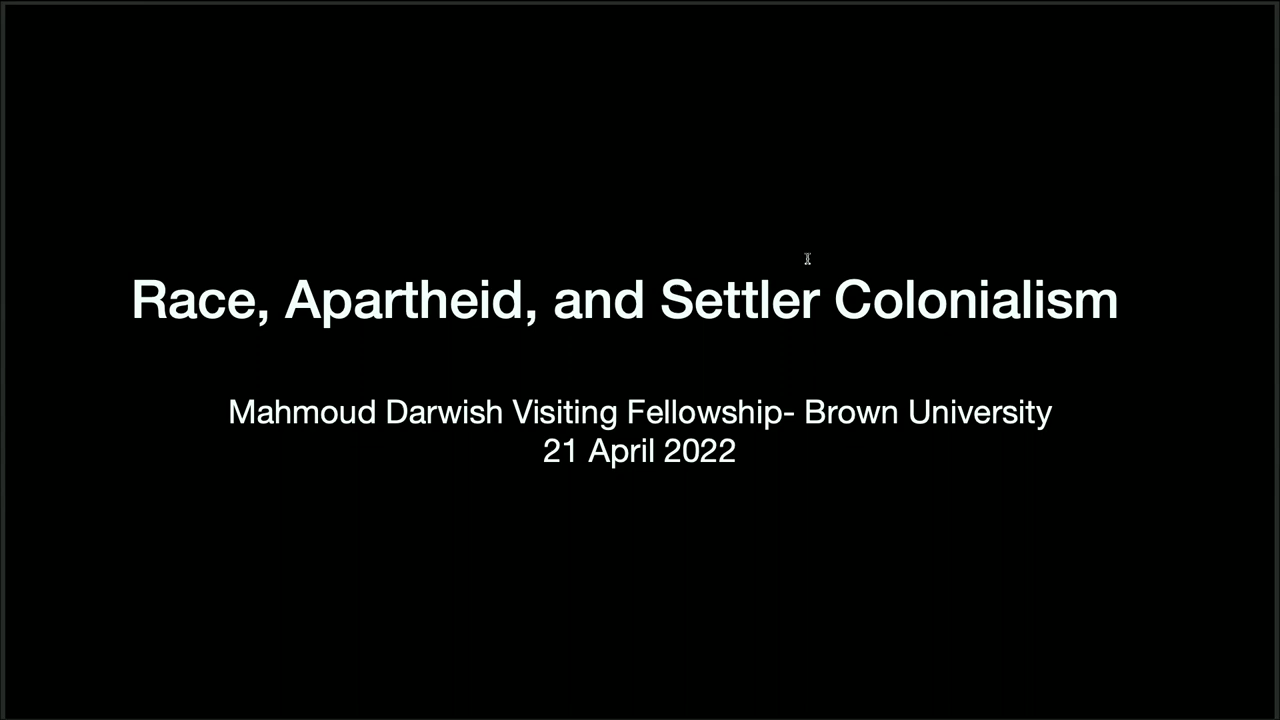 Race, Apartheid, and Settler Colonialism
Mahmoud Darwish Visiting Fellowship- Brown University
21 April 2022